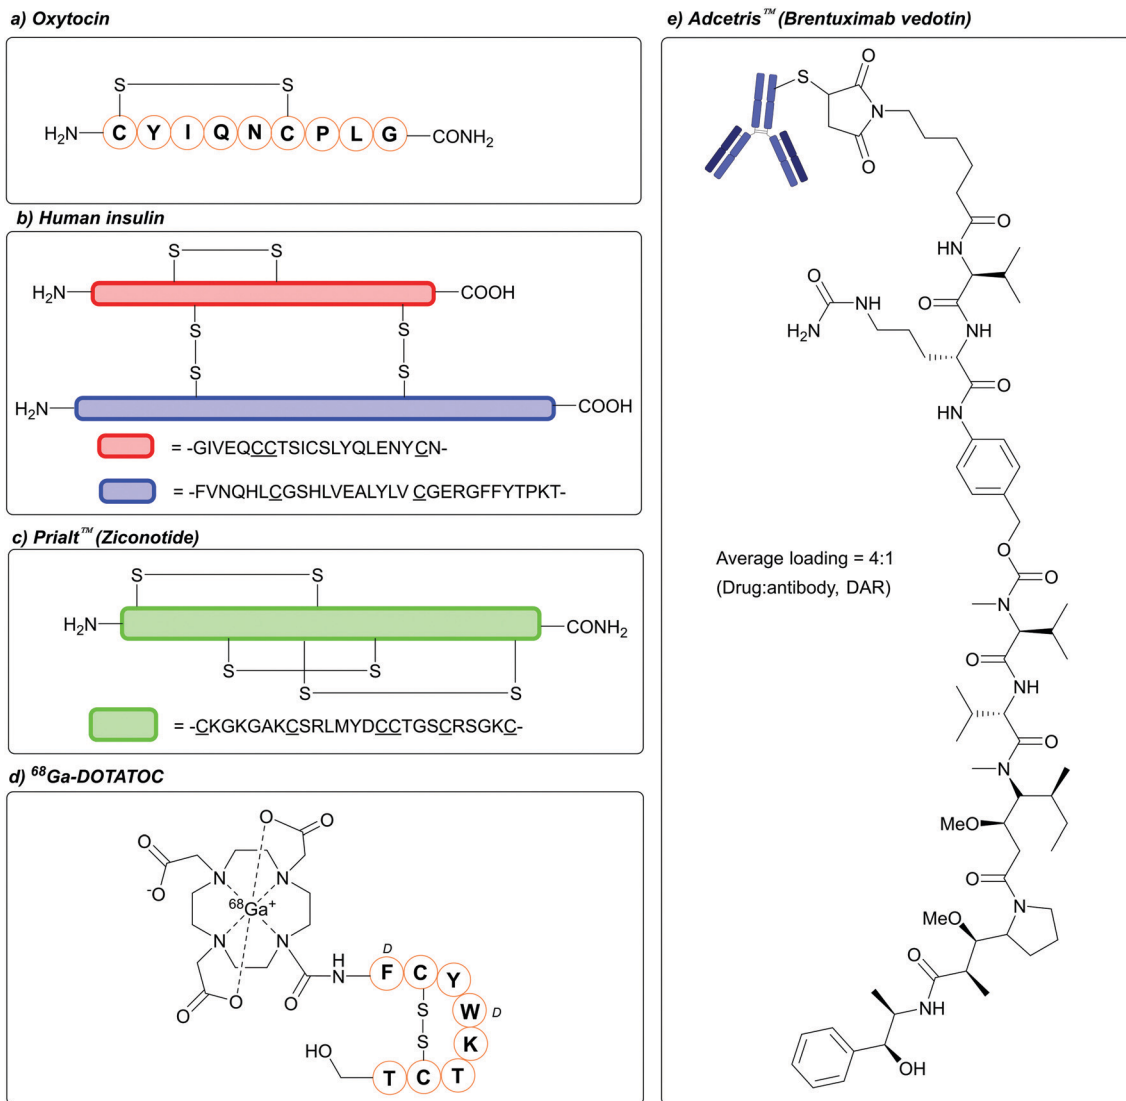 a) Oxytocin
S S
H₂N C Y I Q N C P L G CONH₂
b) Human insulin
S S
H₂N COOH
S S
S S
H₂N COOH
= -GIVEQCCTSICSLYQLENYCN-
= -FVNQHLCGSHLVEALYLV CGERGFFYTPKT-
c) Prialt™ (Ziconotide)
S S
H₂N CONH₂
S S
S S
= -CKGKGAKCSRLMYDCCTGSCRSGKC-
d) ⁶⁸Ga-DOTATOC
O O
O
N N
⁻O
⁶⁸Ga⁺
N N
D
H
N F C Y
O O
O
S W D
S K
HO
T C T
e) Adcetris™ (Brentuximab vedotin)
O
S
N
O
O
HN
O
NH O
H₂N NH
O
HN
Average loading = 4:1
(Drug:antibody, DAR)
O
O
N
O
NH
O
N
MeO
O
N
MeO
O
HN
OH